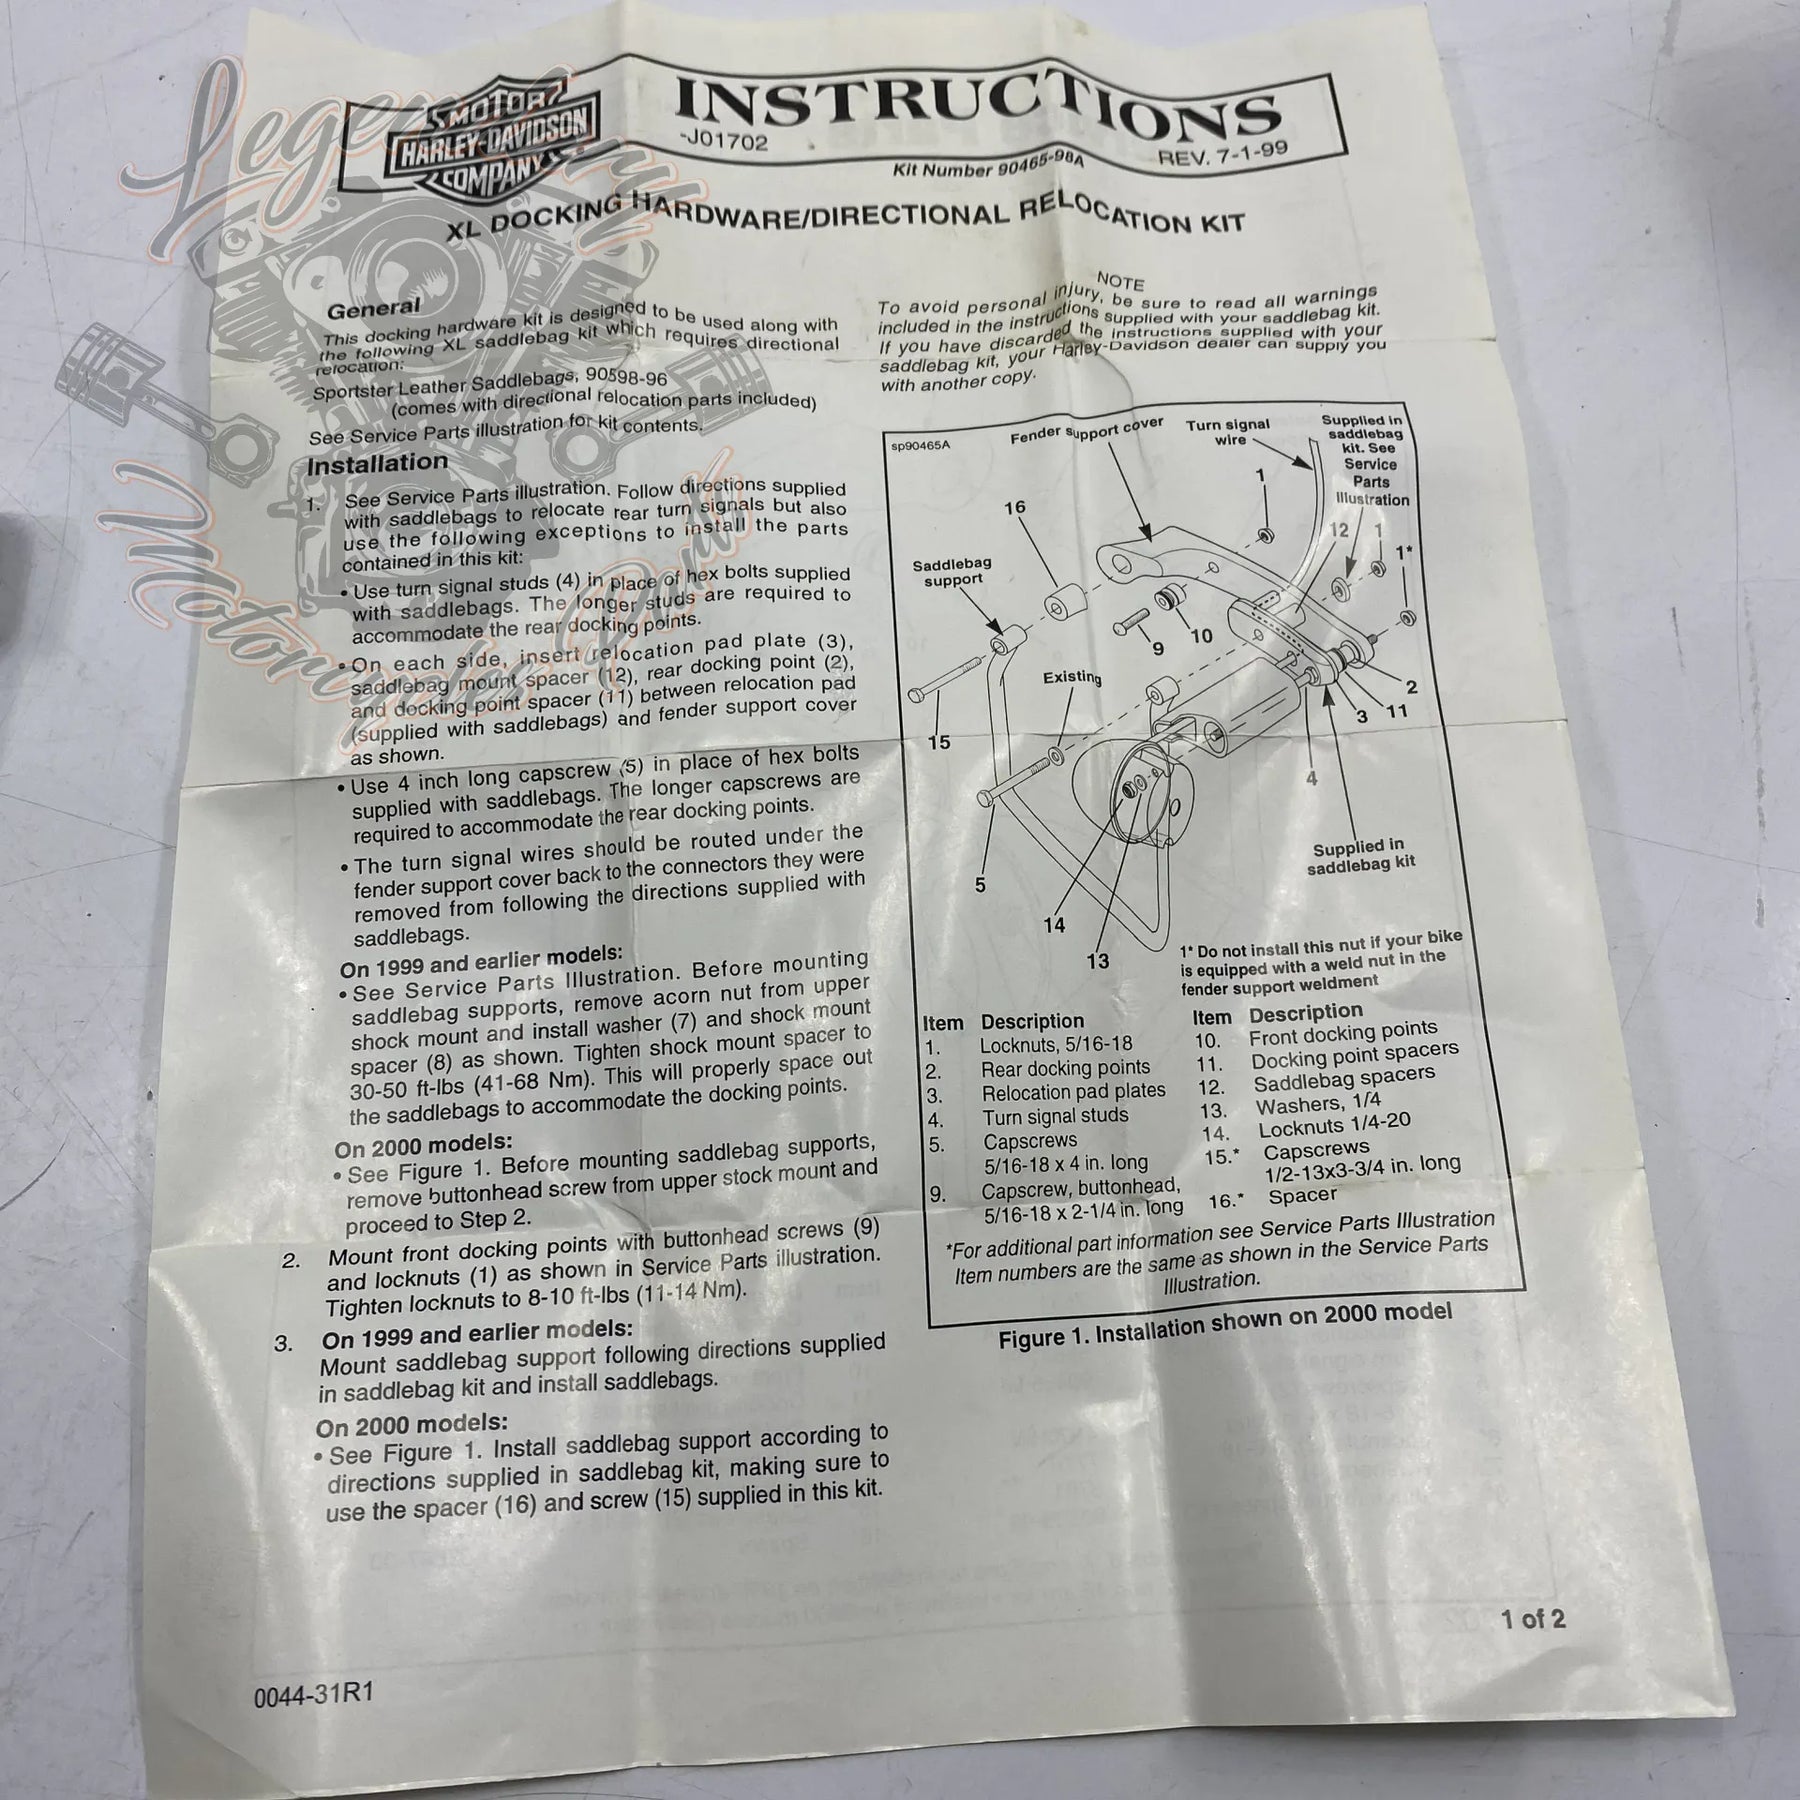 Legendary
Motorcycles Parts
MOTOR
HARLEY-DAVIDSON
COMPANY
INSTRUCTIONS
-J01702
Kit Number 90465-98A
REV. 7-1-99
XL DOCKING HARDWARE/DIRECTIONAL RELOCATION KIT
General
This docking hardware kit is designed to be used along with
the following XL saddlebag kit which requires directional
relocation:
Sportster Leather Saddlebags, 90598-96
(comes with directional relocation parts included)
See Service Parts illustration for kit contents.
Installation
1. See Service Parts illustration. Follow directions supplied
with saddlebags to relocate rear turn signals but also
use the following exceptions to install the parts
contained in this kit:
• Use turn signal studs (4) in place of hex bolts supplied
with saddlebags. The longer studs are required to
accommodate the rear docking points.
• On each side, insert relocation pad plate (3),
saddlebag mount spacer (12), rear docking point (2),
and docking point spacer (11) between relocation pad
(supplied with saddlebags) and fender support cover
as shown.
• Use 4 inch long capscrew (5) in place of hex bolts
supplied with saddlebags. The longer capscrews are
required to accommodate the rear docking points.
• The turn signal wires should be routed under the
fender support cover back to the connectors they were
removed from following the directions supplied with
saddlebags.
On 1999 and earlier models:
• See Service Parts Illustration. Before mounting
saddlebag supports, remove acorn nut from upper
shock mount and install washer (7) and shock mount
spacer (8) as shown. Tighten shock mount spacer to
30-50 ft-lbs (41-68 Nm). This will properly space out
the saddlebags to accommodate the docking points.
On 2000 models:
• See Figure 1. Before mounting saddlebag supports,
remove buttonhead screw from upper stock mount and
proceed to Step 2.
2. Mount front docking points with buttonhead screws (9)
and locknuts (1) as shown in Service Parts illustration.
Tighten locknuts to 8-10 ft-lbs (11-14 Nm).
3. On 1999 and earlier models:
Mount saddlebag support following directions supplied
in saddlebag kit and install saddlebags.
On 2000 models:
• See Figure 1. Install saddlebag support according to
directions supplied in saddlebag kit, making sure to
use the spacer (16) and screw (15) supplied in this kit.
NOTE
To avoid personal injury, be sure to read all warnings
included in the instructions supplied with your saddlebag kit.
If you have discarded the instructions supplied with your
saddlebag kit, your Harley-Davidson dealer can supply you
with another copy.
sp90465A
Fender support cover
Turn signal
wire
Supplied in
saddlebag
kit. See
Service
Parts
Illustration
1
16
12
1
1*
Saddlebag
support
10
9
Existing
2
11
3
15
4
5
14
13
Supplied in
saddlebag kit
1* Do not install this nut if your bike
is equipped with a weld nut in the
fender support weldment
Item Description
1. Locknuts, 5/16-18
2. Rear docking points
3. Relocation pad plates
4. Turn signal studs
5. Capscrews
5/16-18 x 4 in. long
9. Capscrew, buttonhead,
5/16-18 x 2-1/4 in. long
Item Description
10. Front docking points
11. Docking point spacers
12. Saddlebag spacers
13. Washers, 1/4
14. Locknuts 1/4-20
15.* Capscrews
1/2-13x3-3/4 in. long
16.* Spacer
*For additional part information see Service Parts Illustration
Item numbers are the same as shown in the Service Parts
Illustration.
Figure 1. Installation shown on 2000 model
1 of 2
0044-31R1